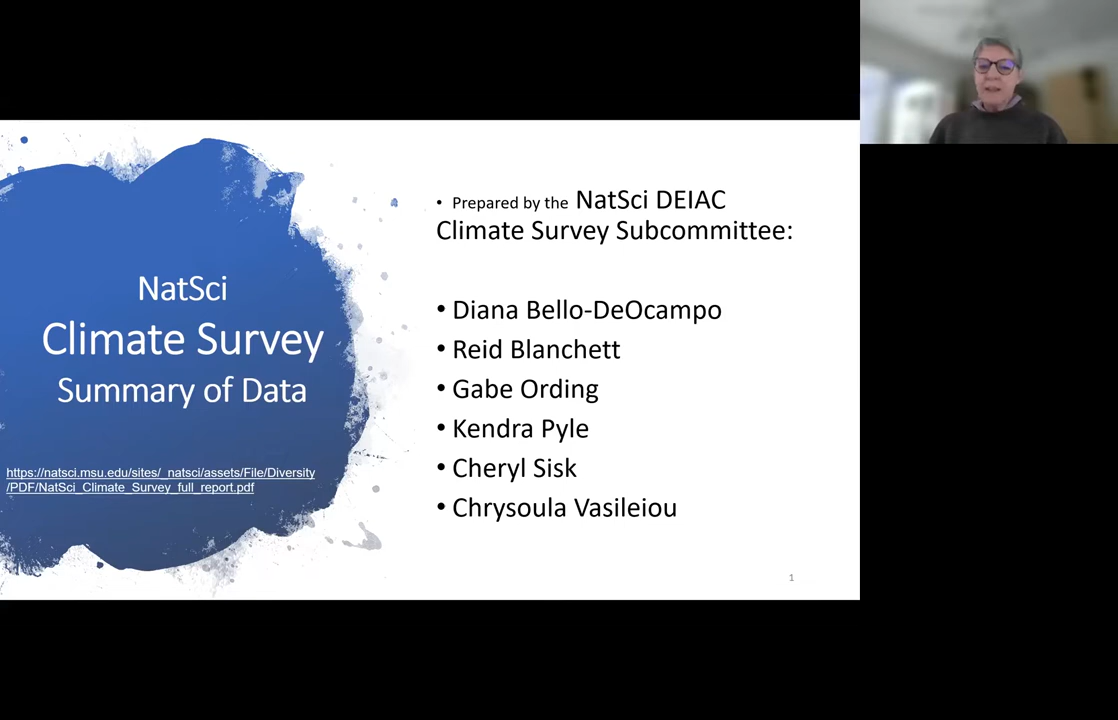 NatSci
Climate Survey
Summary of Data
https://natsci.msu.edu/sites/_natsci/assets/File/Diversity
/PDF/NatSci_Climate_Survey_full_report.pdf
• Prepared by the NatSci DEIAC
Climate Survey Subcommittee:
• Diana Bello-DeOcampo
• Reid Blanchett
• Gabe Ording
• Kendra Pyle
• Cheryl Sisk
• Chrysoula Vasileiou
1